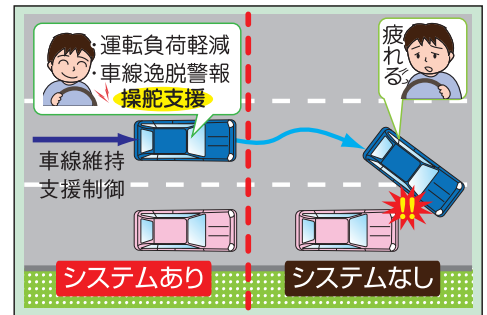 ・運転負荷軽減
・車線逸脱警報
操舵支援
疲れる
車線維持
支援制御
!!
システムあり
システムなし